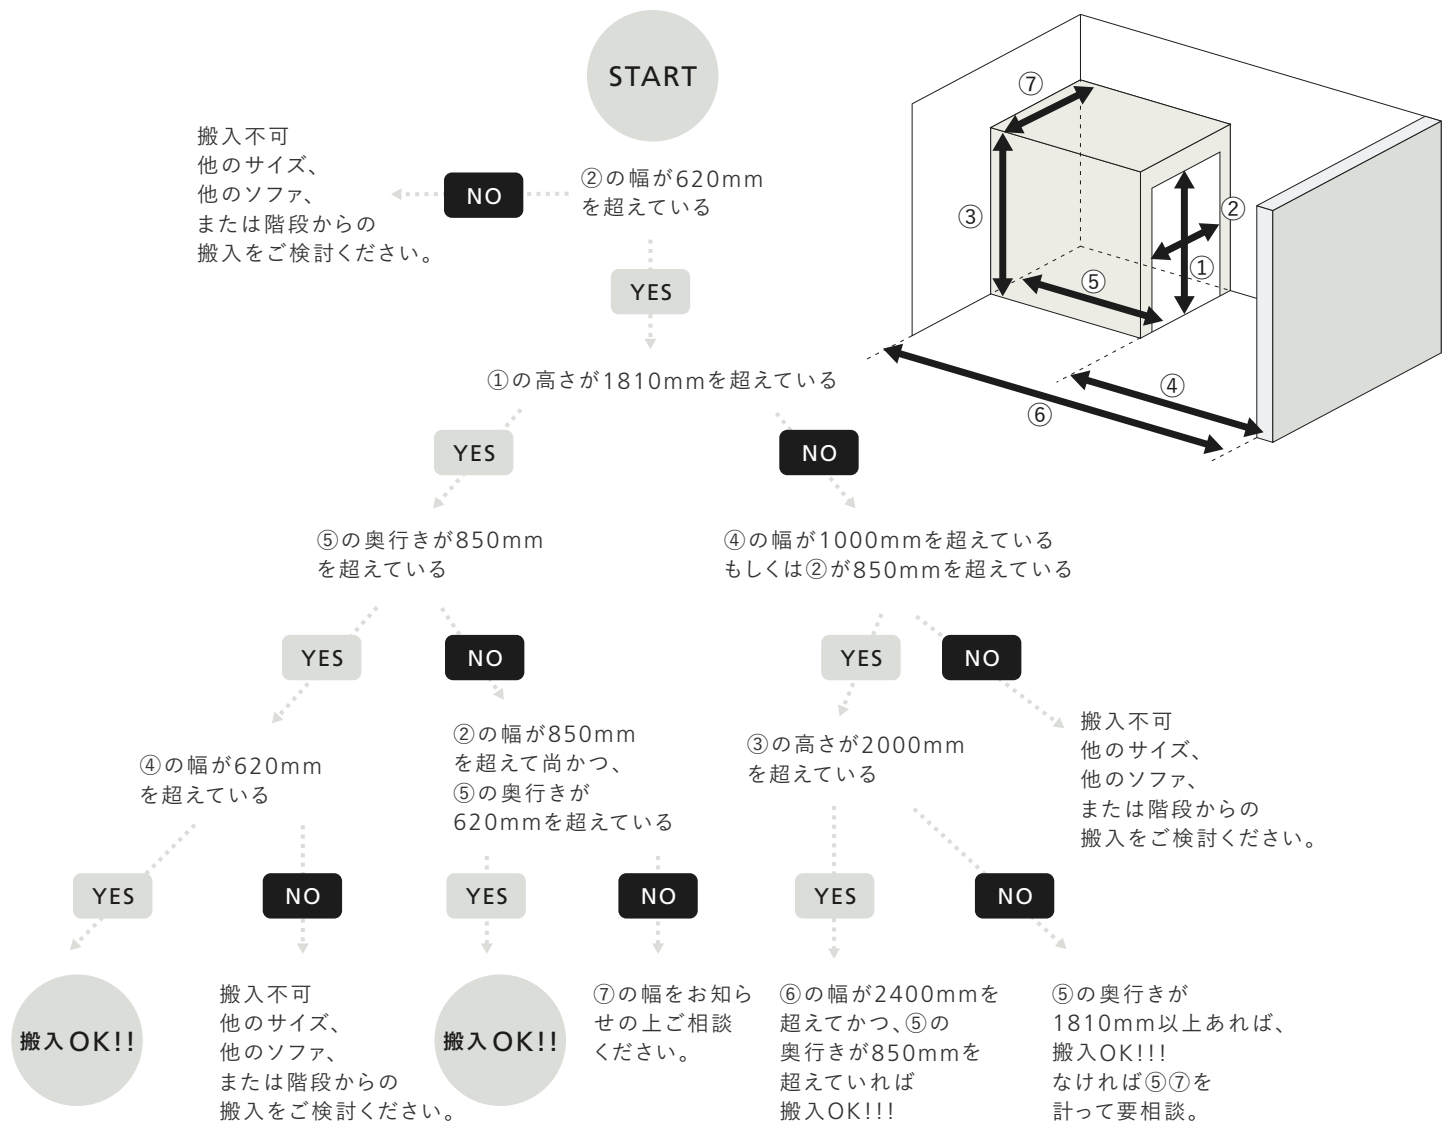 START
搬入不可
他のサイズ、
他のソファ、
または階段からの
搬入をご検討ください。
NO
②の幅が620mm
を超えている
YES
①の高さが1810mmを超えている
YES
NO
⑤の奥行きが850mm
を超えている
④の幅が1000mmを超えている
もしくは②が850mmを超えている
YES
NO
YES
NO
④の幅が620mm
を超えている
②の幅が850mm
を超えて尚かつ、
⑤の奥行きが
620mmを超えている
③の高さが2000mm
を超えている
搬入不可
他のサイズ、
他のソファ、
または階段からの
搬入をご検討ください。
YES
NO
YES
NO
YES
NO
搬入OK!!
搬入不可
他のサイズ、
他のソファ、
または階段からの
搬入をご検討ください。
搬入OK!!
⑦の幅をお知ら
せの上ご相談
ください。
⑥の幅が2400mmを
超えてかつ、⑤の
奥行きが850mmを
超えていれば
搬入OK!!!
⑤の奥行きが
1810mm以上あれば、
搬入OK!!!
なければ⑤⑦を
計って要相談。
⑦
③
②
①
⑤
④
⑥